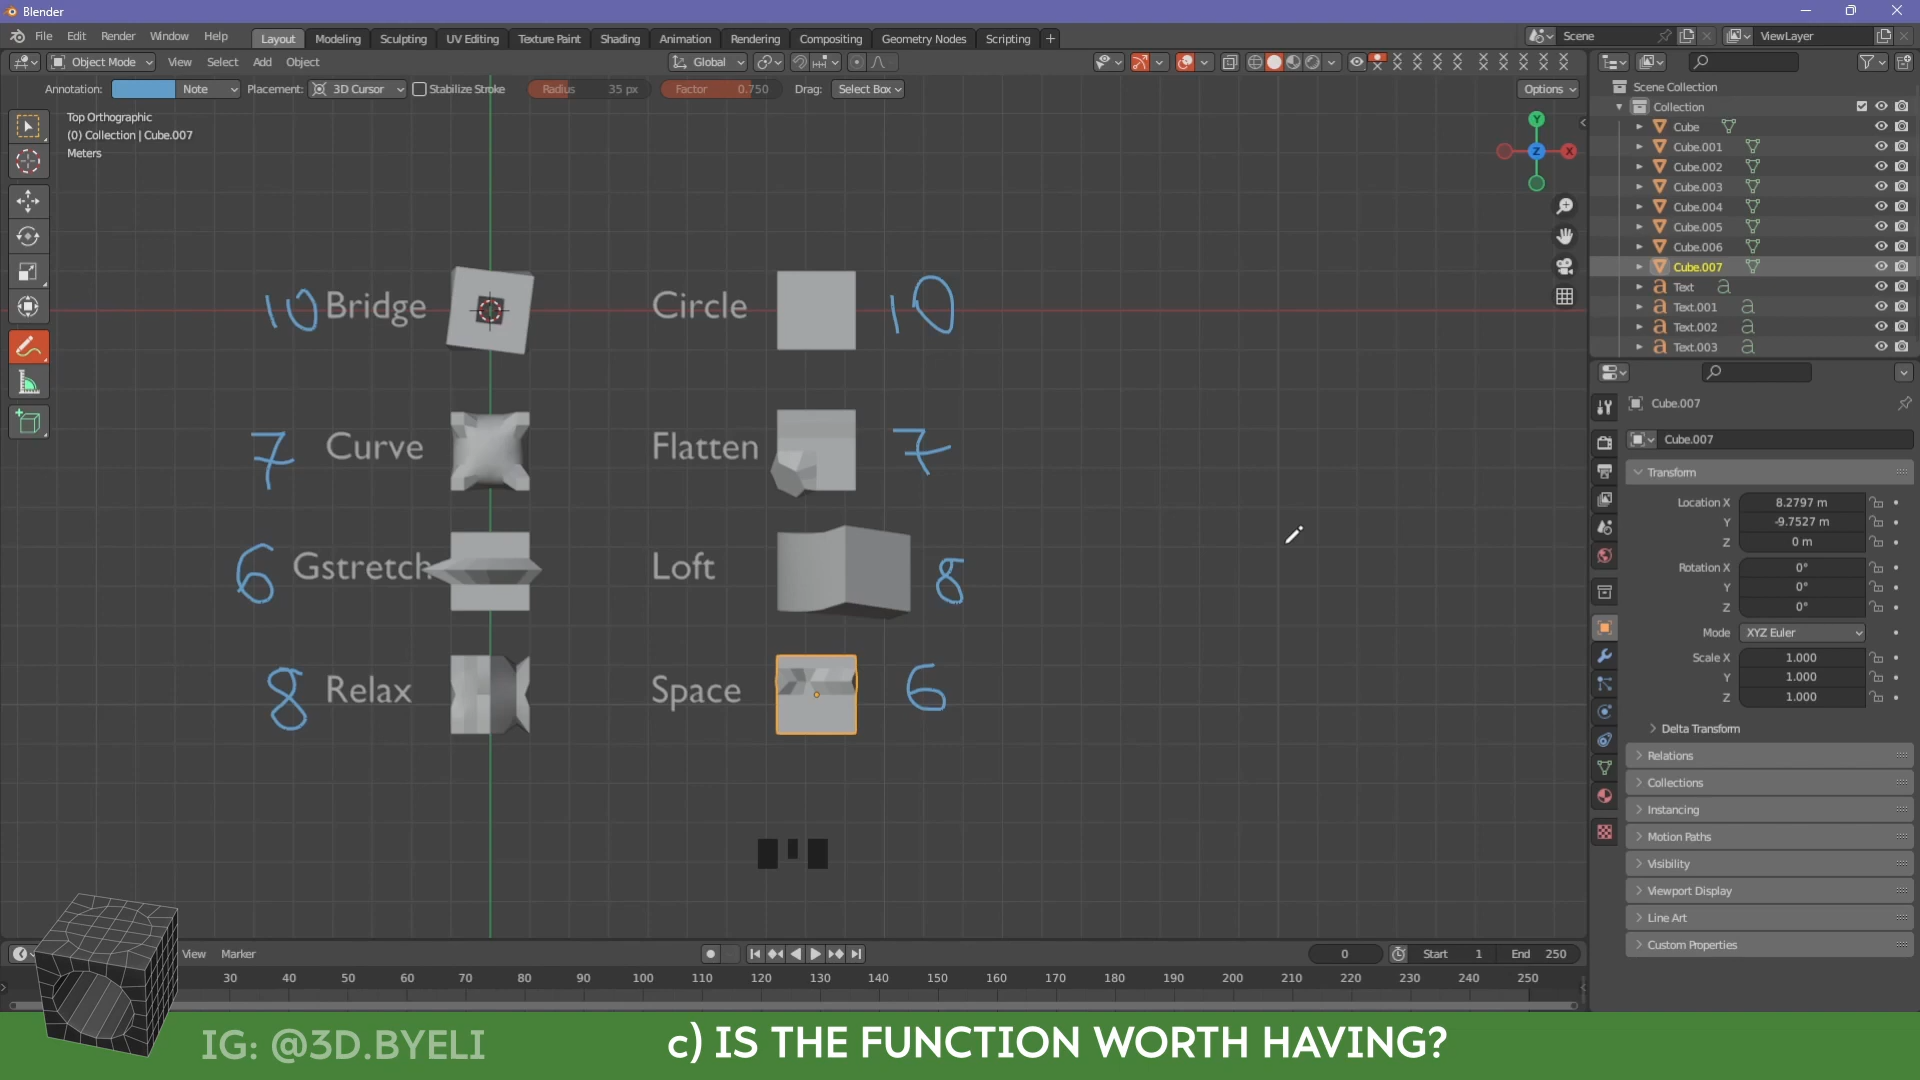 Blender
File Edit Render Window Help Layout Modeling Sculpting UV Editing Texture Paint Shading Animation Rendering Compositing Geometry Nodes Scripting + Scene ViewLayer
Object Mode View Select Add Object Global
Annotation: Note Placement: 3D Cursor Stabilize Stroke Radius 35 px Factor 0.750 Drag: Select Box Options
Top Orthographic
(0) Collection | Cube.007
Meters
Y
Z X
10 Bridge Circle 10
7 Curve Flatten 7
6 Gstretch Loft 8
8 Relax Space 6
Scene Collection
Collection
Cube
Cube.001
Cube.002
Cube.003
Cube.004
Cube.005
Cube.006
Cube.007
Text
Text.001
Text.002
Text.003
Cube.007
Cube.007
Transform
Location X 8.2797 m
Y -9.7527 m
Z 0 m
Rotation X 0°
Y 0°
Z 0°
Mode XYZ Euler
Scale X 1.000
Y 1.000
Z 1.000
Delta Transform
Relations
Collections
Instancing
Motion Paths
Visibility
Viewport Display
Line Art
Custom Properties
View Marker 0 Start 1 End 250
30 40 50 60 70 80 90 100 110 120 130 140 150 160 170 180 190 200 210 220 230 240 250
IG: @3D.BYELI
c) IS THE FUNCTION WORTH HAVING?